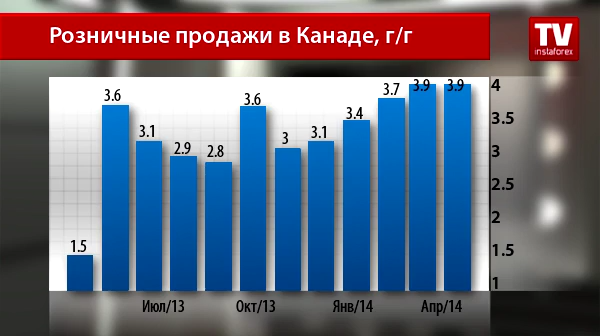 Розничные продажи в Канаде, г/г
TV
instaforex
1.5
3.6
3.1
2.9
2.8
3.6
3
3.1
3.4
3.7
3.9
3.9
4
3.5
3
2.5
2
1.5
1
Июл/13
Окт/13
Янв/14
Апр/14